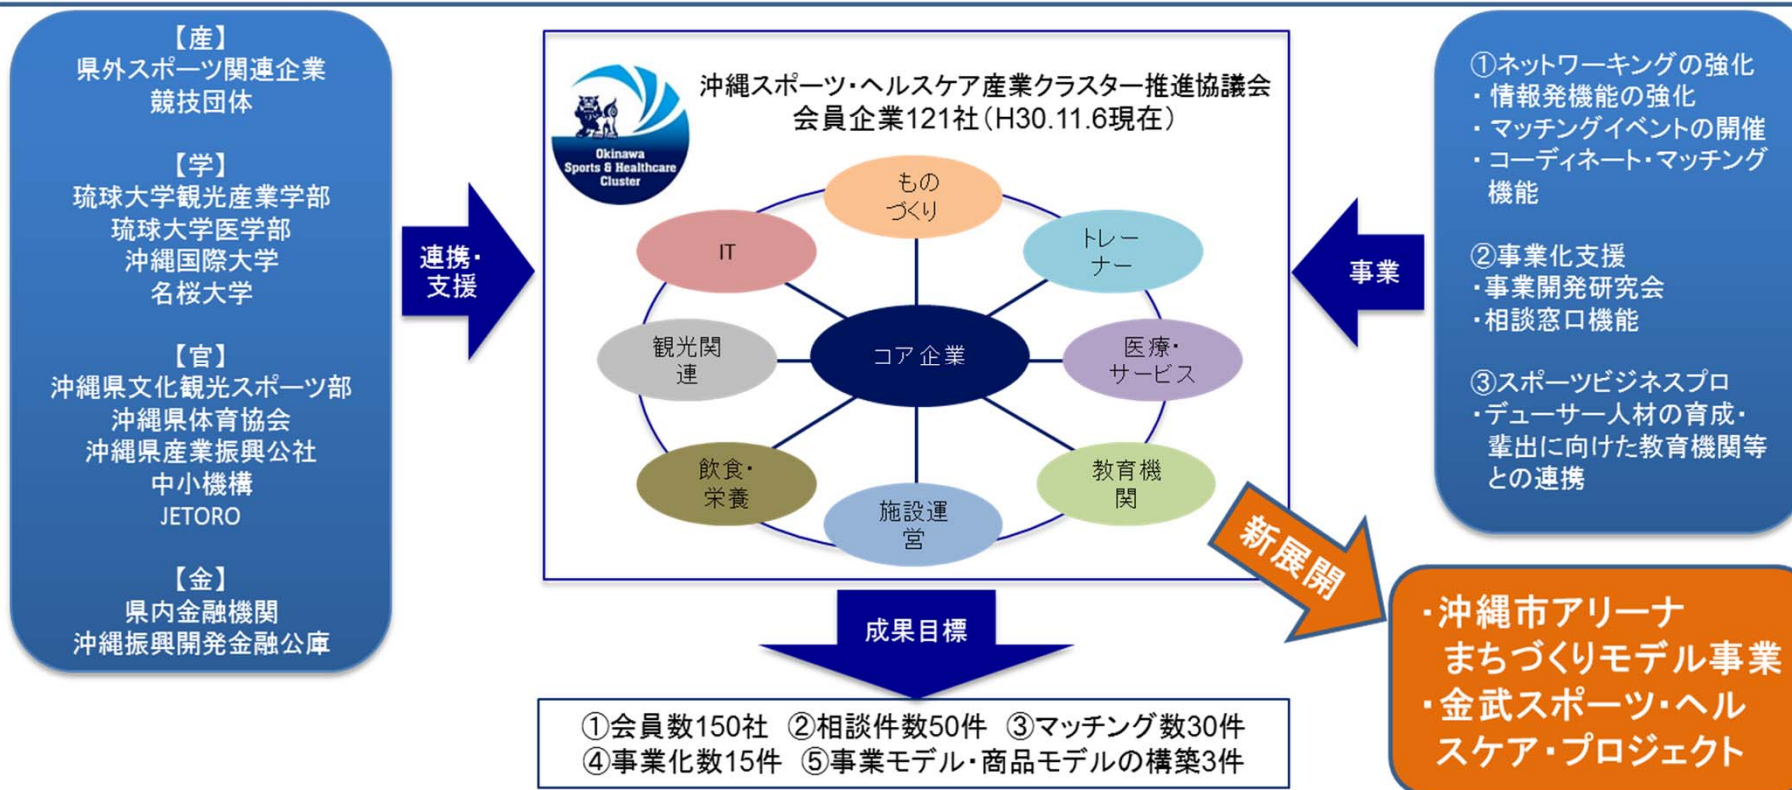 【産】
県外スポーツ関連企業
競技団体
【学】
琉球大学観光産業学部
琉球大学医学部
沖縄国際大学
名桜大学
【官】
沖縄県文化観光スポーツ部
沖縄県体育協会
沖縄県産業振興公社
中小機構
JETORO
【金】
県内金融機関
沖縄振興開発金融公庫
連携・
支援
Okinawa
Sports & Healthcare
Cluster
沖縄スポーツ・ヘルスケア産業クラスター推進協議会
会員企業121社(H30.11.6現在)
もの
づくり
IT
トレー
ナー
観光関
連
コア企業
医療・
サービス
飲食・
栄養
施設運
営
教育機
関
事業
①ネットワーキングの強化
・情報発機能の強化
・マッチングイベントの開催
・コーディネート・マッチング
機能
②事業化支援
・事業開発研究会
・相談窓口機能
③スポーツビジネスプロ
・デューサー人材の育成・
輩出に向けた教育機関等
との連携
新展開
・沖縄市アリーナ
まちづくりモデル事業
・金武スポーツ・ヘル
スケア・プロジェクト
成果目標
①会員数150社 ②相談件数50件 ③マッチング数30件
④事業化数15件 ⑤事業モデル・商品モデルの構築3件